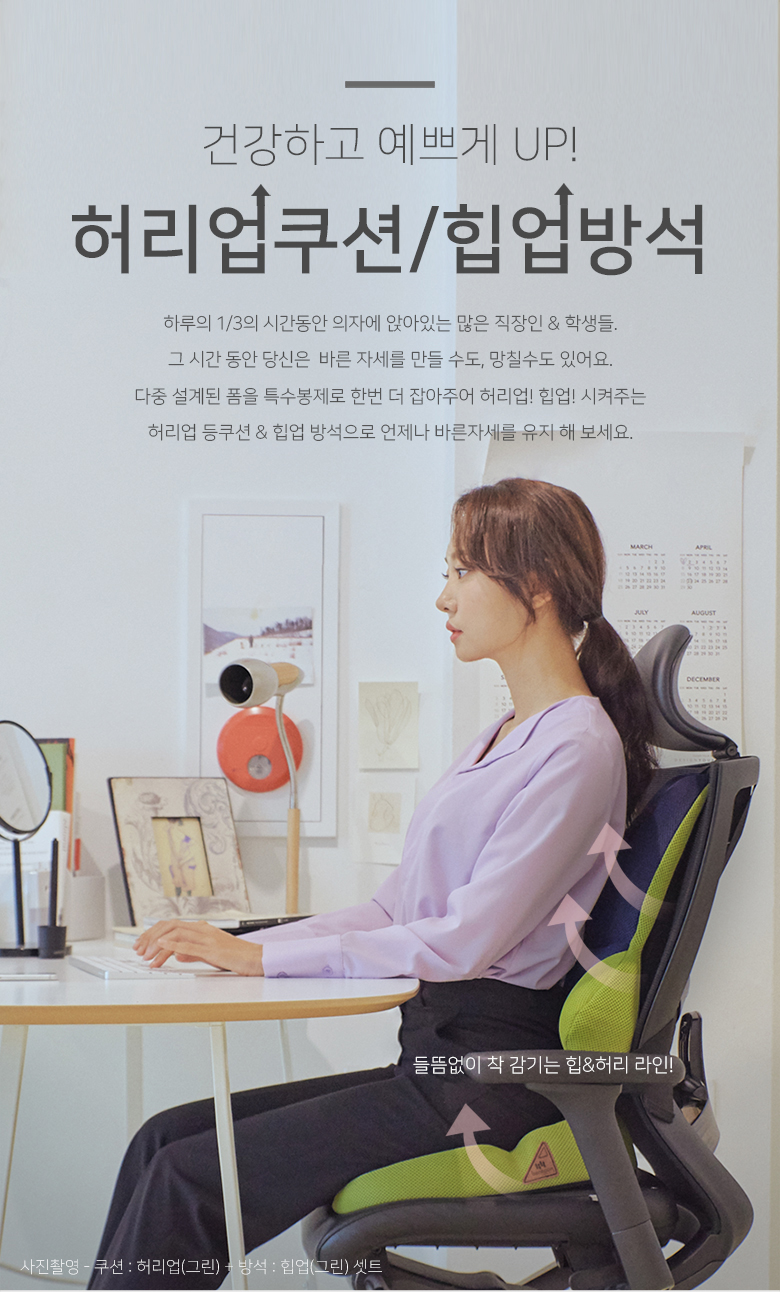 건강하고 예쁘게 UP!
허리업쿠션/힙업방석
하루의 1/3의 시간동안 의자에 앉아있는 많은 직장인 & 학생들.
그 시간 동안 당신은 바른 자세를 만들 수도, 망칠수도 있어요.
다중 설계된 폼을 특수봉제로 한번 더 잡아주어 허리업! 힙업! 시켜주는
허리업 등쿠션 & 힙업 방석으로 언제나 바른자세를 유지 해 보세요.
MARCH APRIL
JULY AUGUST
DECEMBER
들뜸없이 착 감기는 힙&허리 라인!
사진촬영 - 쿠션 : 허리업(그린) + 방석 : 힙업(그린) 셋트